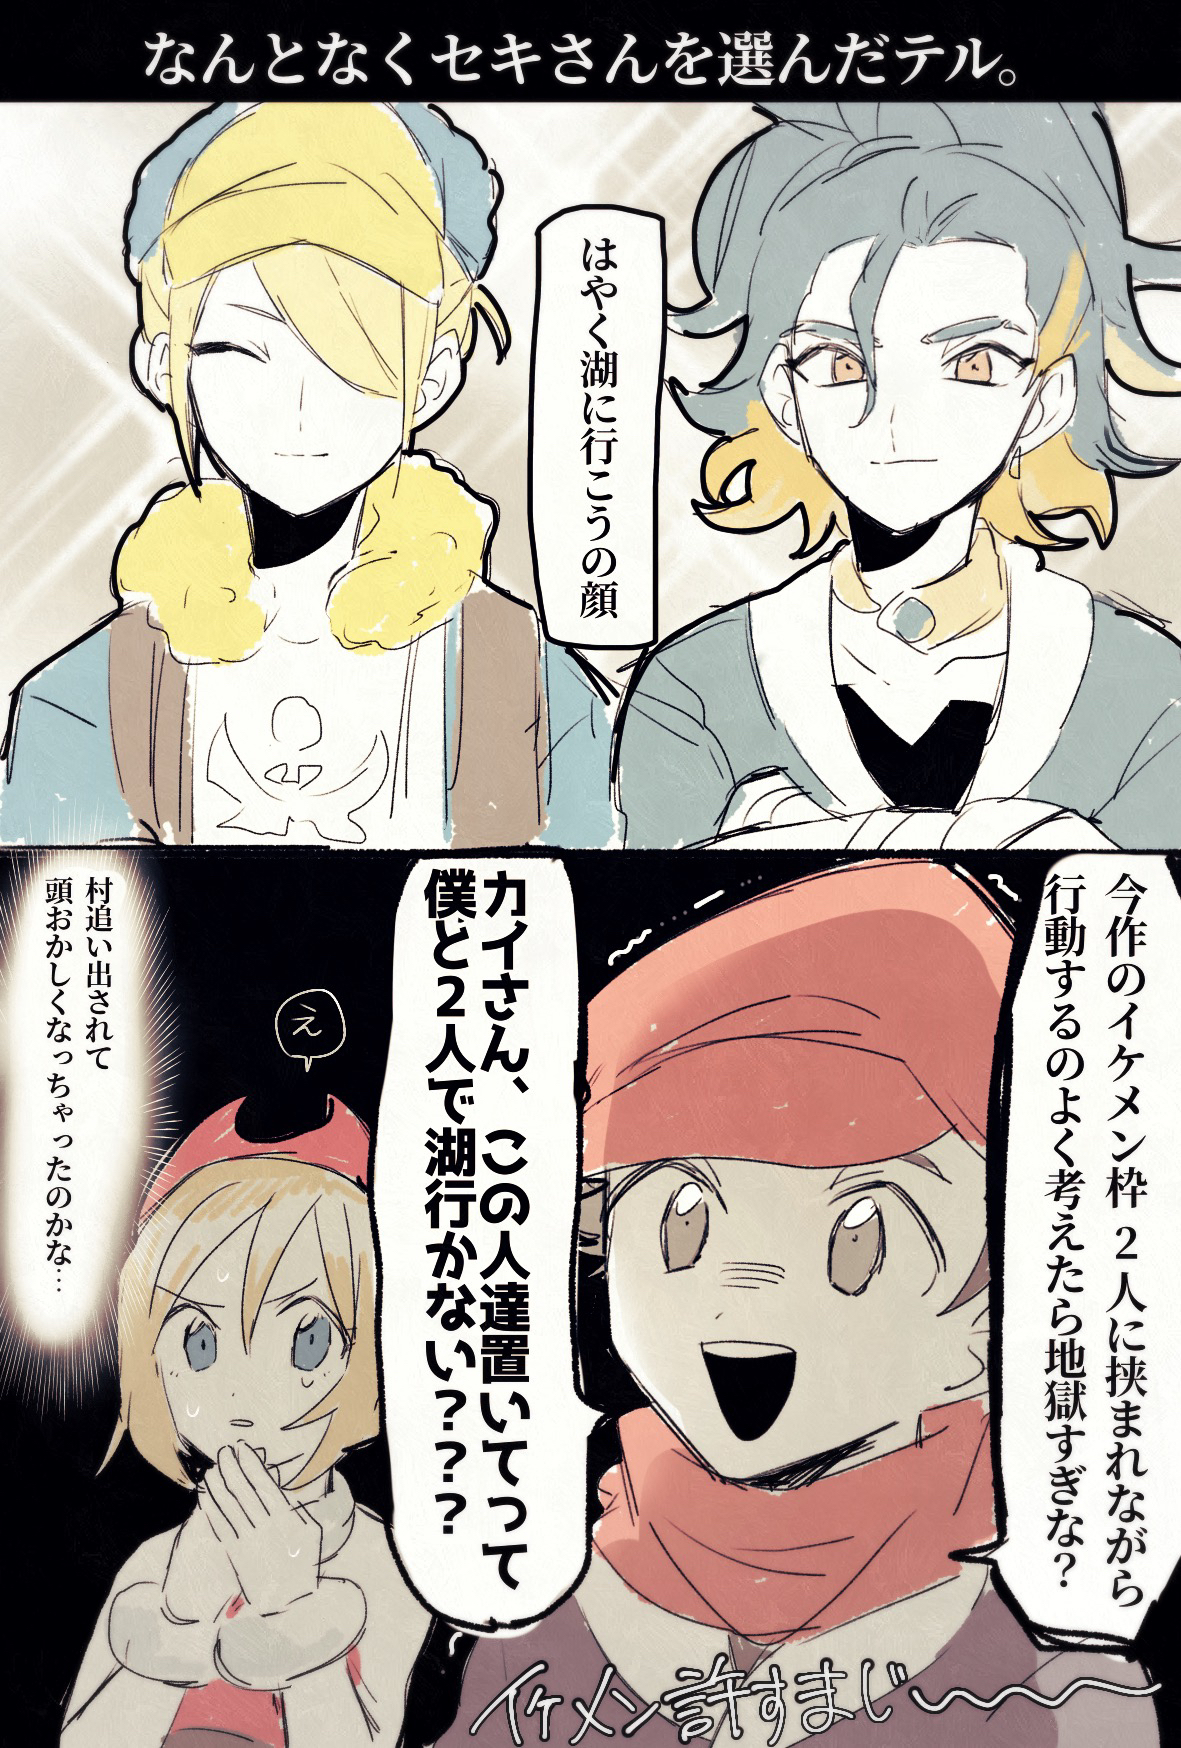 なんとなくセキさんを選んだテル。
はやく湖に行こうの顔
今作のイケメン枠2人に挟まれながら
行動するのよく考えたら地獄すぎな?
カイさん、この人達置いてって
僕と2人で湖行かない????
え
村追い出されて
頭おかしくなっちゃったのかな…
イケメン許すまじ〜〜